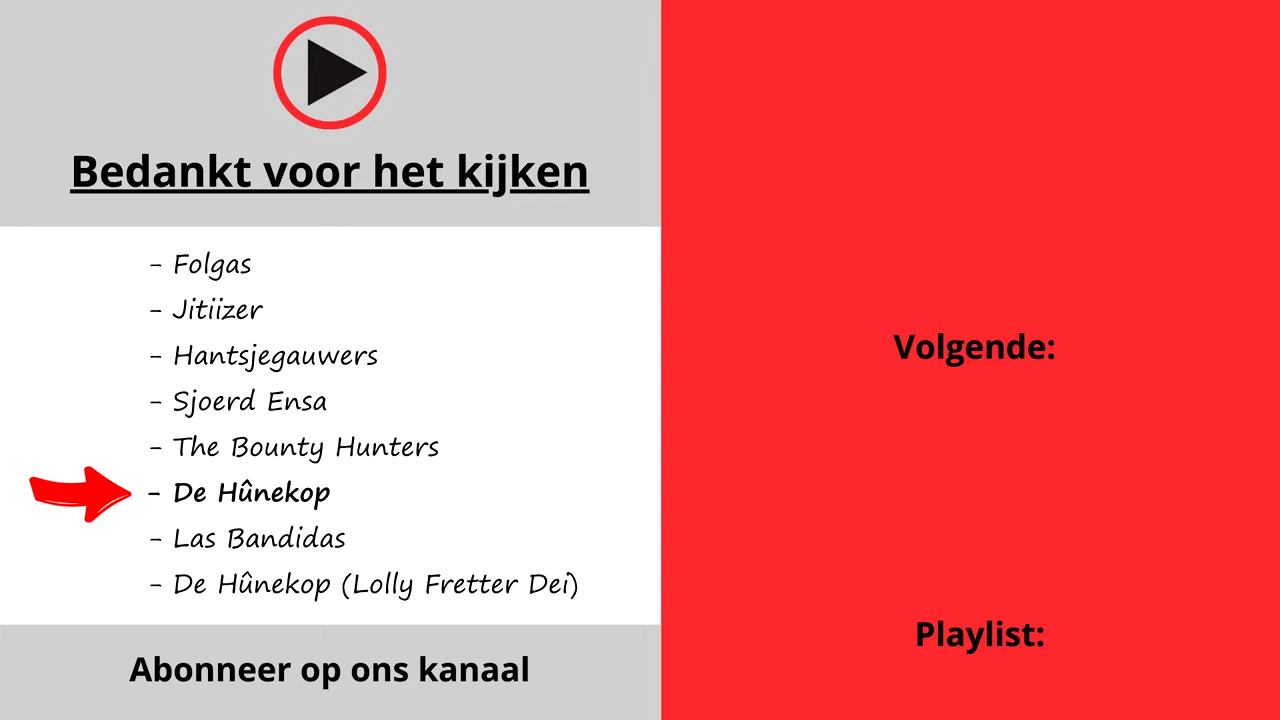 Bedankt voor het kijken
- Folgas
- Jitiizer
- Hantsjegauwers
- Sjoerd Ensa
- The Bounty Hunters
- De Hûnekop
- Las Bandidas
- De Hûnekop (Lolly Fretter Dei)
Abonneer op ons kanaal
Volgende:
Playlist: